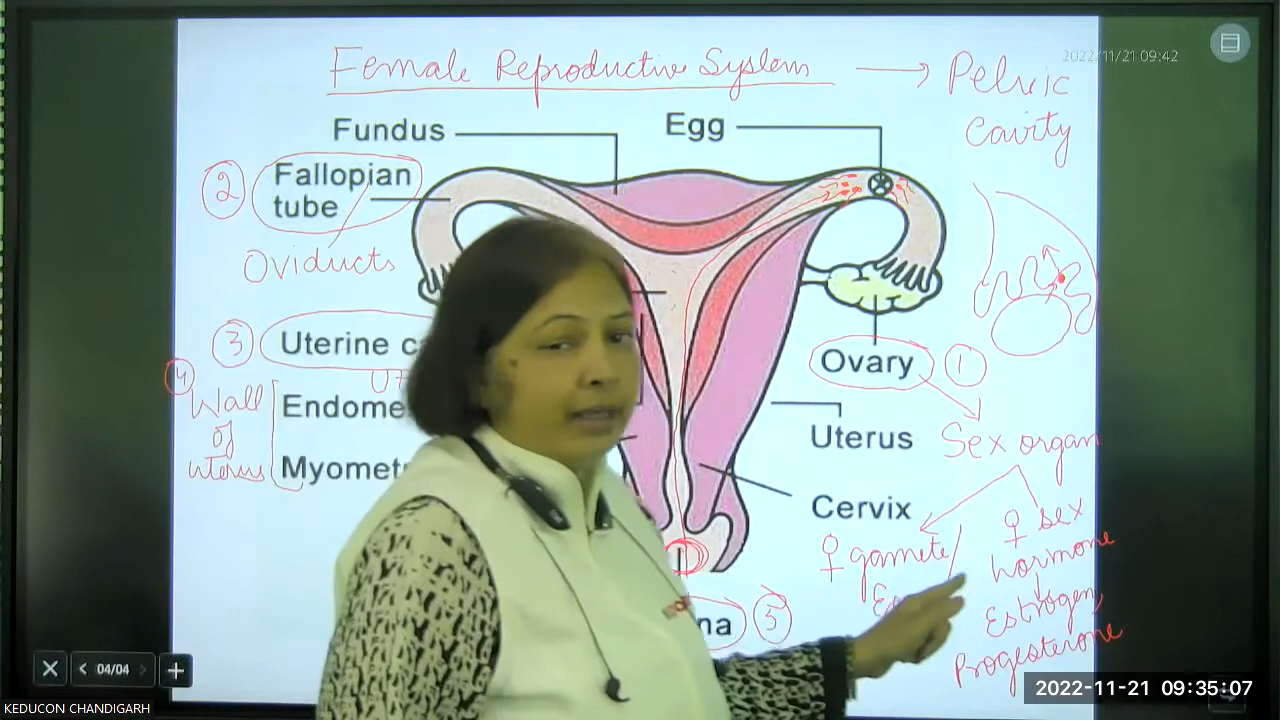 2022/11/21 09:42
Female Reproductive System → Pelvic
Cavity
Fundus
Egg
2
Fallopian
tube
Oviducts
3
Uterine
4
Wall
of
uterus
Endome
Myomet
Ovary
1
Uterus
Sex organ
Cervix
♀ gamete/
♀ sex
hormone
Estrogen,
Progesterone
na
5
04/04
2022-11-21 09:35:07
KEDUCON CHANDIGARH